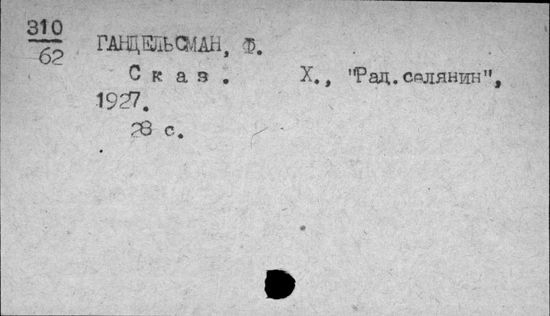 310
62
ГАНДЕЛЬСМАН, Ф.
Сказ. Х., "Рад.селянин",
1927.
28 с.